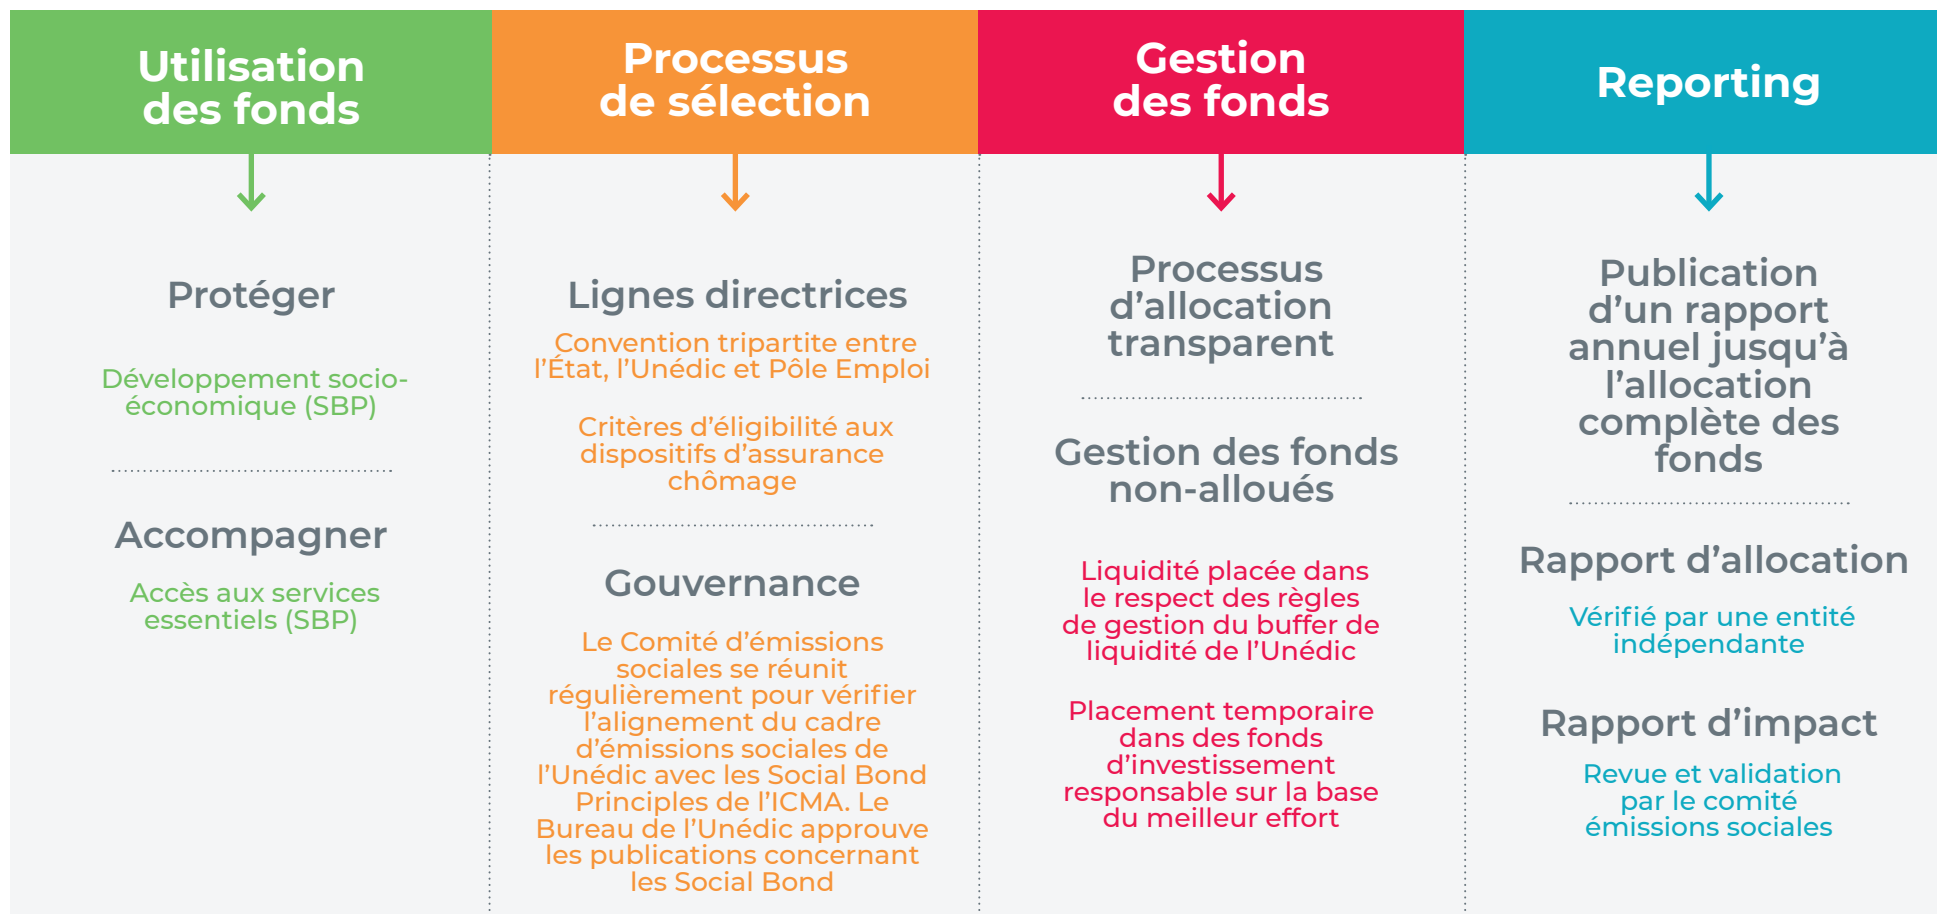 Utilisation
des fonds
Protéger
Développement socio-
économique (SBP)
Accompagner
Accès aux services
essentiels (SBP)
Processus
de sélection
Lignes directrices
Convention tripartite entre
l’État, l’Unédic et Pôle Emploi
Critères d’éligibilité aux
dispositifs d’assurance
chômage
Gouvernance
Le Comité d’émissions
sociales se réunit
régulièrement pour vérifier
l’alignement du cadre
d’émissions sociales de
l’Unédic avec les Social Bond
Principles de l’ICMA. Le
Bureau de l’Unédic approuve
les publications concernant
les Social Bond
Gestion
des fonds
Processus
d’allocation
transparent
Gestion des fonds
non-alloués
Liquidité placée dans
le respect des règles
de gestion du buffer de
liquidité de l’Unédic
Placement temporaire
dans des fonds
d’investissement
responsable sur la base
du meilleur effort
Reporting
Publication
d’un rapport
annuel jusqu’à
l’allocation
complète des
fonds
Rapport d’allocation
Vérifié par une entité
indépendante
Rapport d’impact
Revue et validation
par le comité
émissions sociales